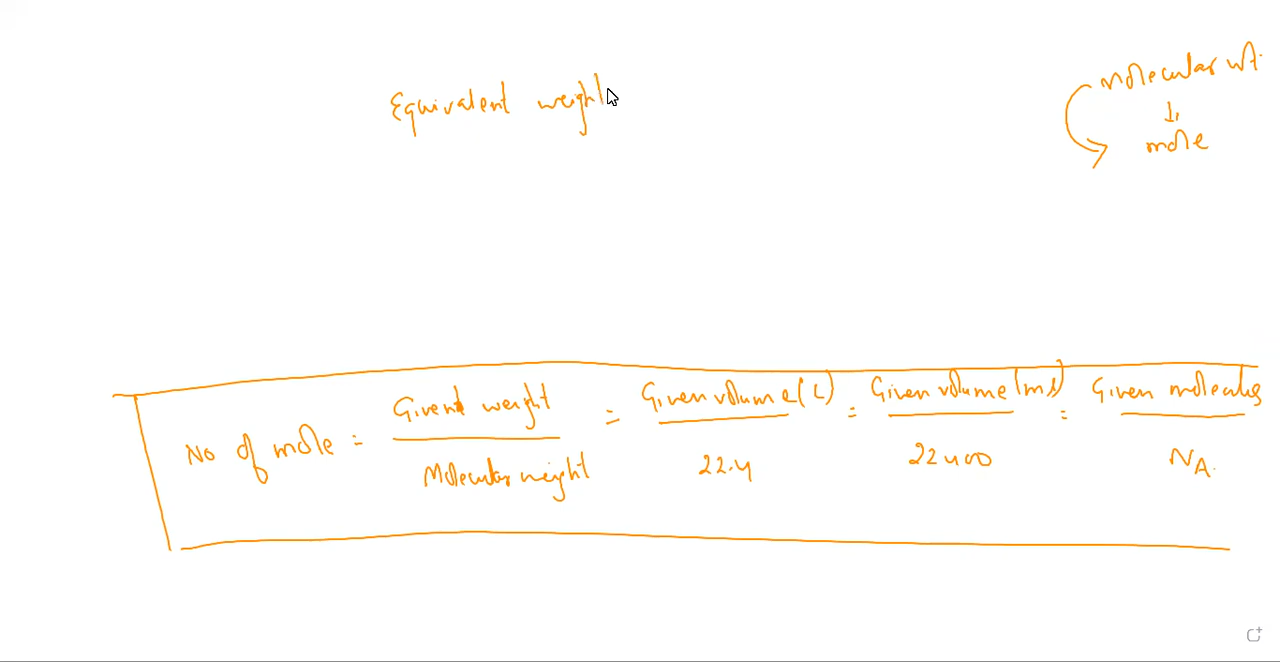 Equivalent weight
Molecular wt.
↓
mole
No of mole = Given weight / Molecular weight = Given volume (L) / 22.4 = Given volume (ml) / 22400 = Given molecules / NA.